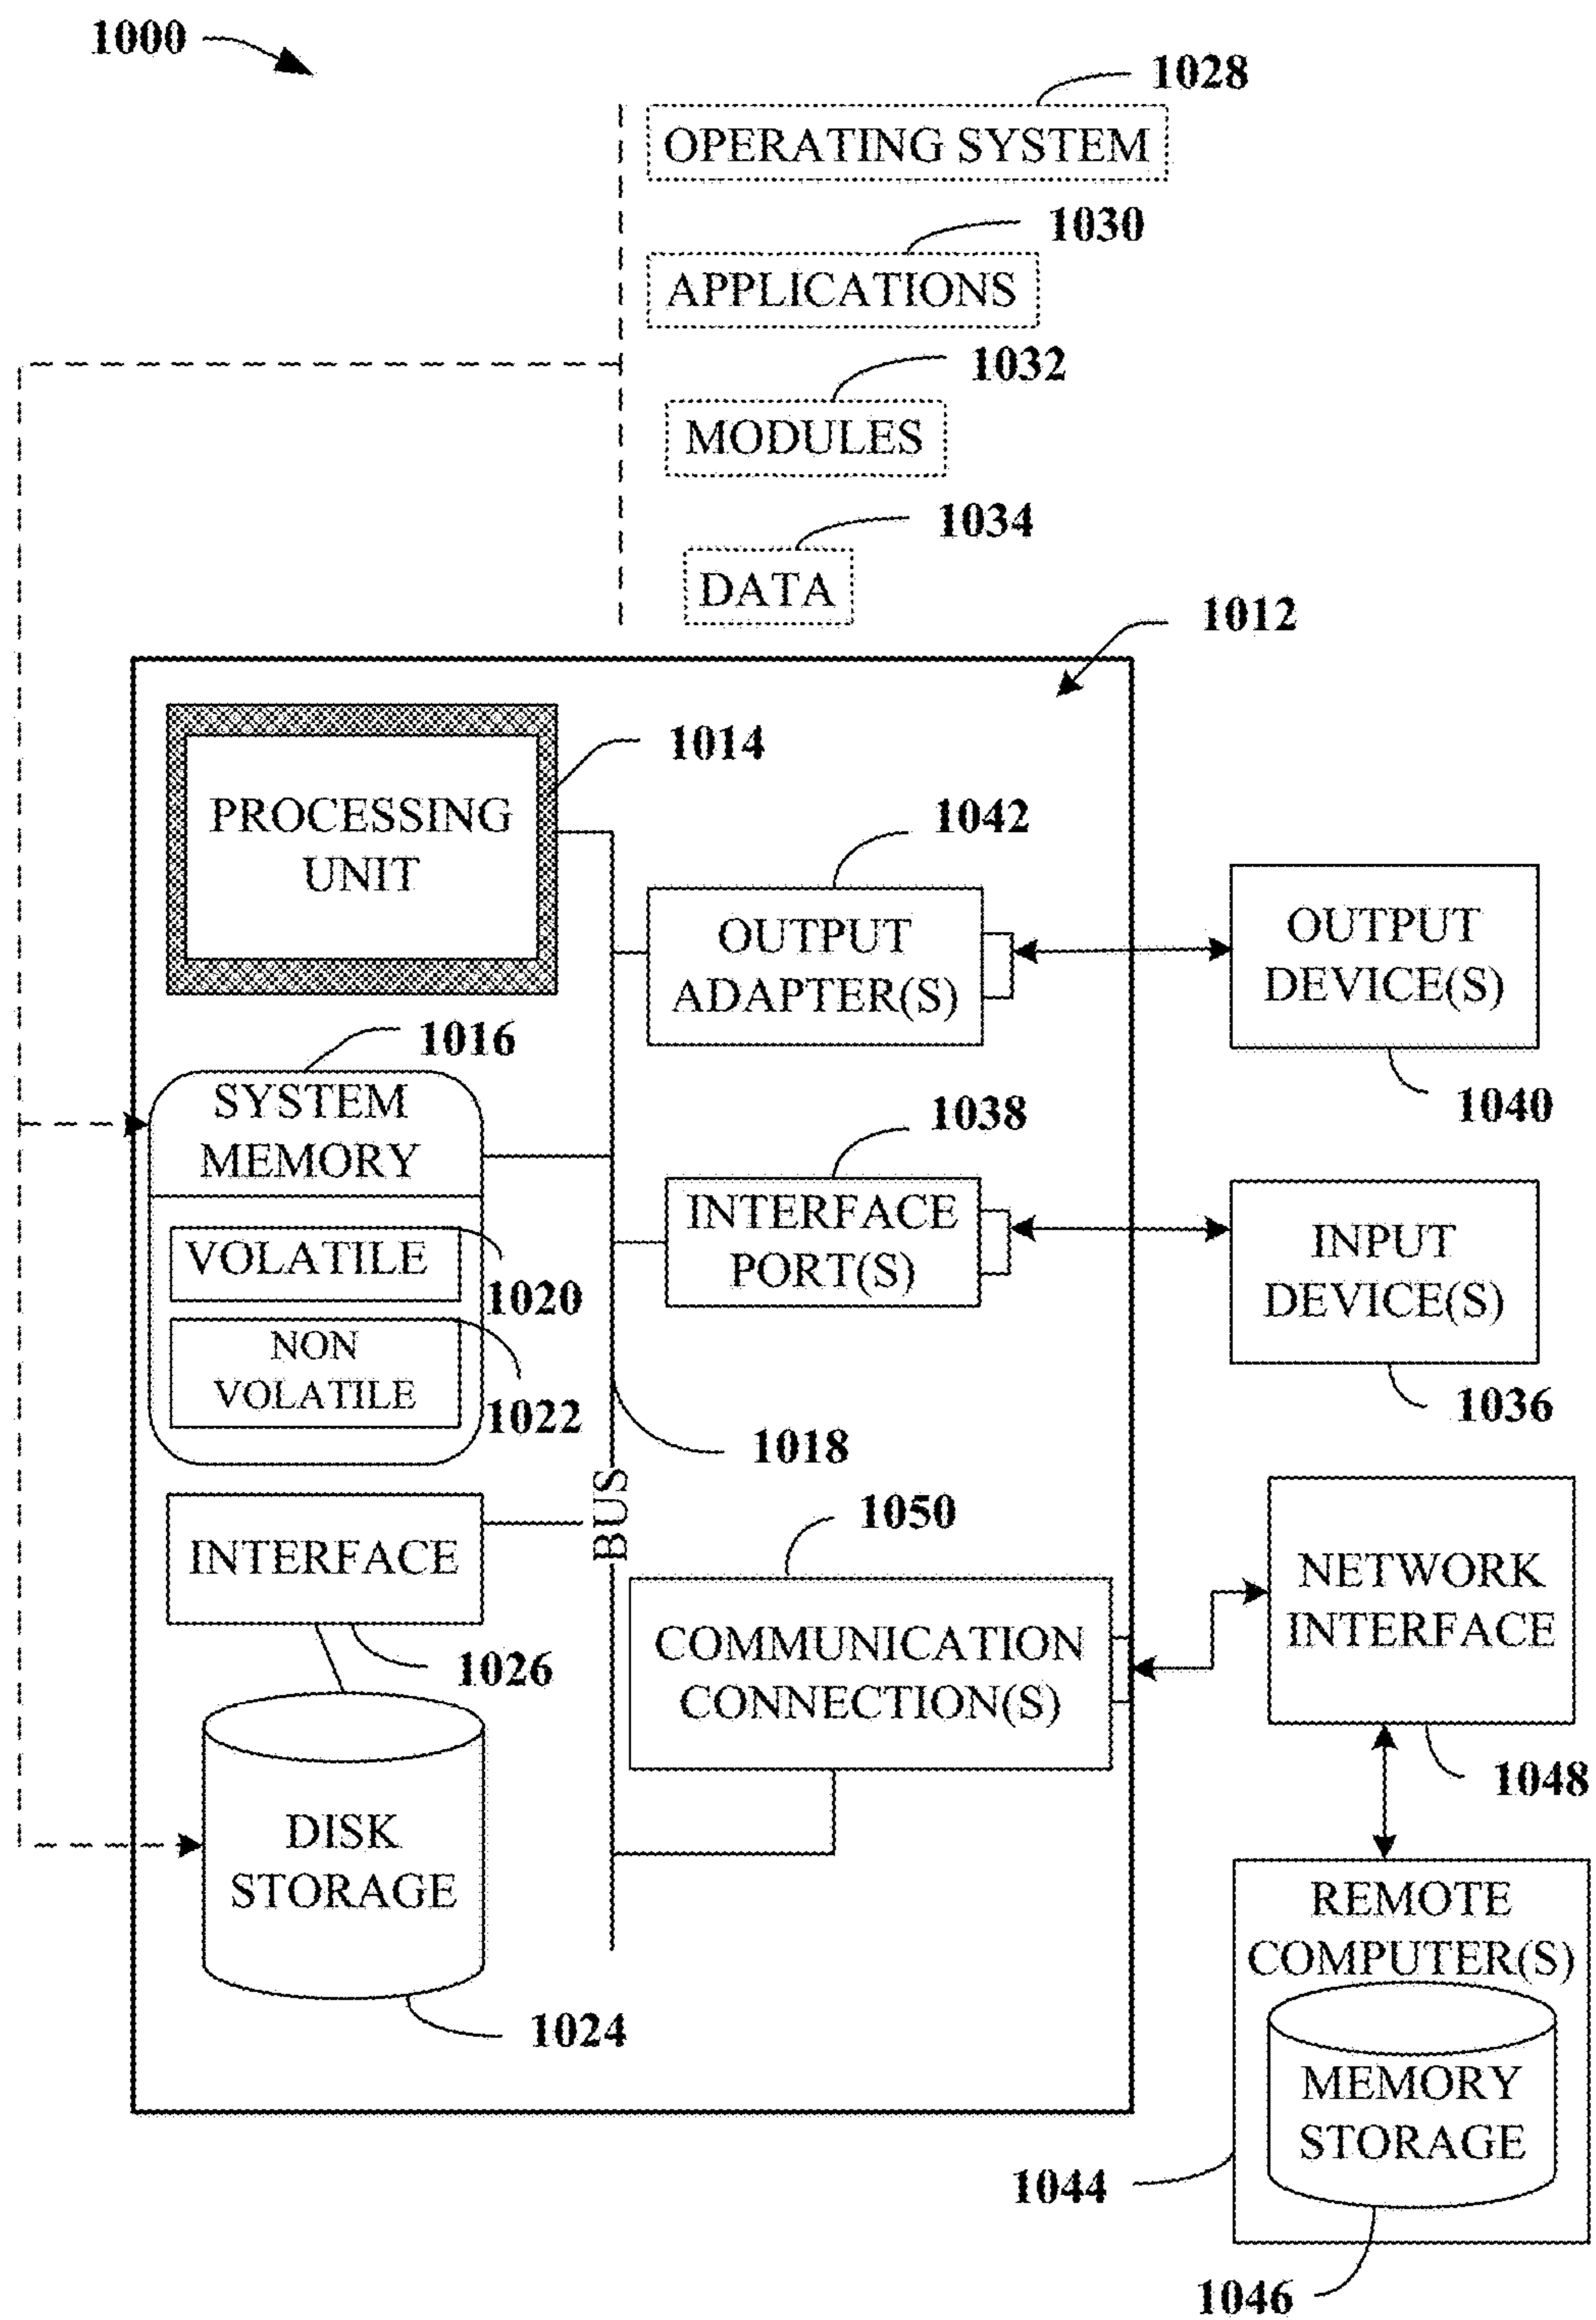 1000
1028
OPERATING SYSTEM
1030
APPLICATIONS
1032
MODULES
1034
DATA
1012
1014
PROCESSING
UNIT
1042
OUTPUT
ADAPTER(S)
OUTPUT
DEVICE(S)
1040
1016
SYSTEM
MEMORY
1038
INTERFACE
PORT(S)
INPUT
DEVICE(S)
1036
VOLATILE
1020
NON
VOLATILE
1022
1018
BUS
INTERFACE
1026
1050
COMMUNICATION
CONNECTION(S)
NETWORK
INTERFACE
1048
DISK
STORAGE
1024
REMOTE
COMPUTER(S)
MEMORY
STORAGE
1044
1046